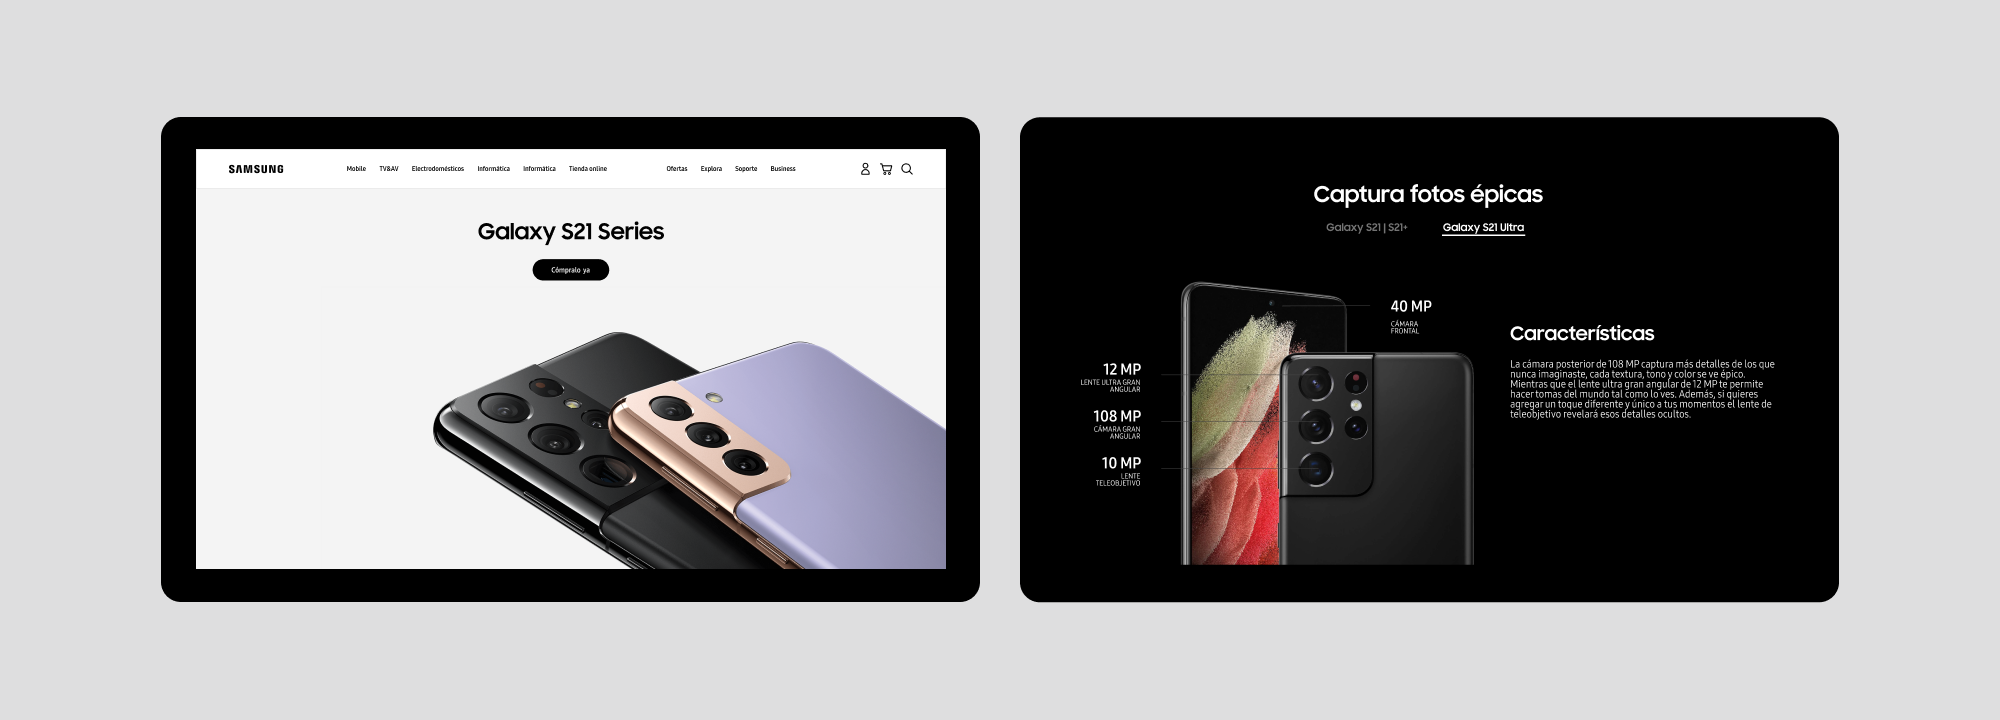 SAMSUNG
Mobile TV&AV Electrodomésticos Informática Informática Tienda online Ofertas Explora Soporte Business
Galaxy S21 Series
Cómpralo ya
Captura fotos épicas
Galaxy S21 | S21+ Galaxy S21 Ultra
40 MP
CÁMARA
FRONTAL
12 MP
LENTE ULTRA GRAN
ANGULAR
108 MP
CÁMARA GRAN
ANGULAR
10 MP
LENTE
TELEOBJETIVO
Características
La cámara posterior de 108 MP captura más detalles de los que
nunca imaginaste, cada textura, tono y color se ve épico.
Mientras que el lente ultra gran angular de 12 MP te permite
hacer tomas del mundo tal como lo ves. Además, si quieres
agregar un toque diferente y único a tus momentos el lente de
teleobjetivo revelará esos detalles ocultos.